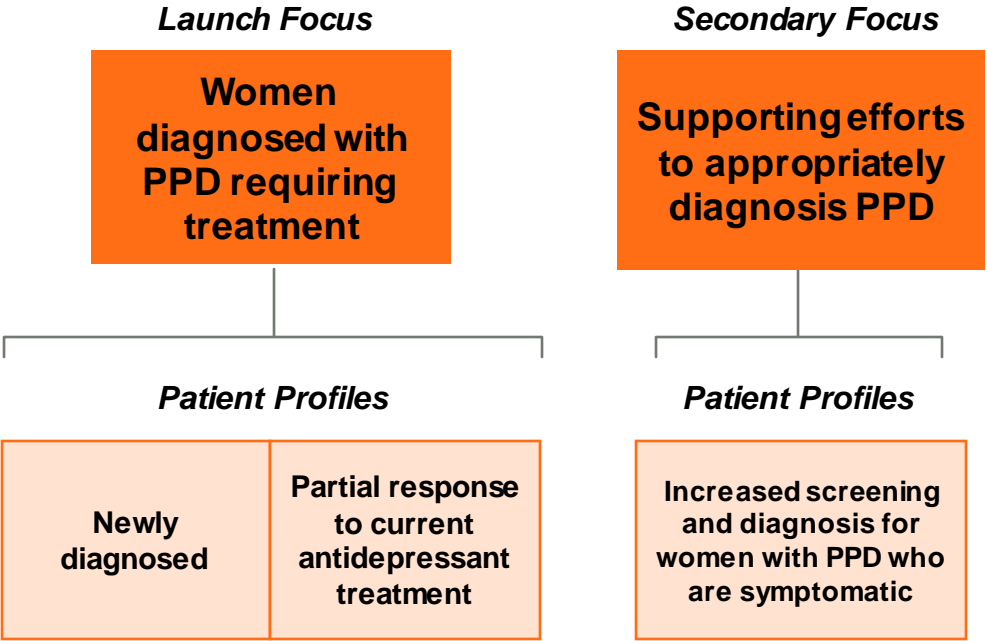 Launch Focus
Women
diagnosed with
PPD requiring
treatment
Patient Profiles
Newly
diagnosed
Partial response
to current
antidepressant
treatment
Secondary Focus
Supporting efforts
to appropriately
diagnosis PPD
Patient Profiles
Increased screening
and diagnosis for
women with PPD who
are symptomatic